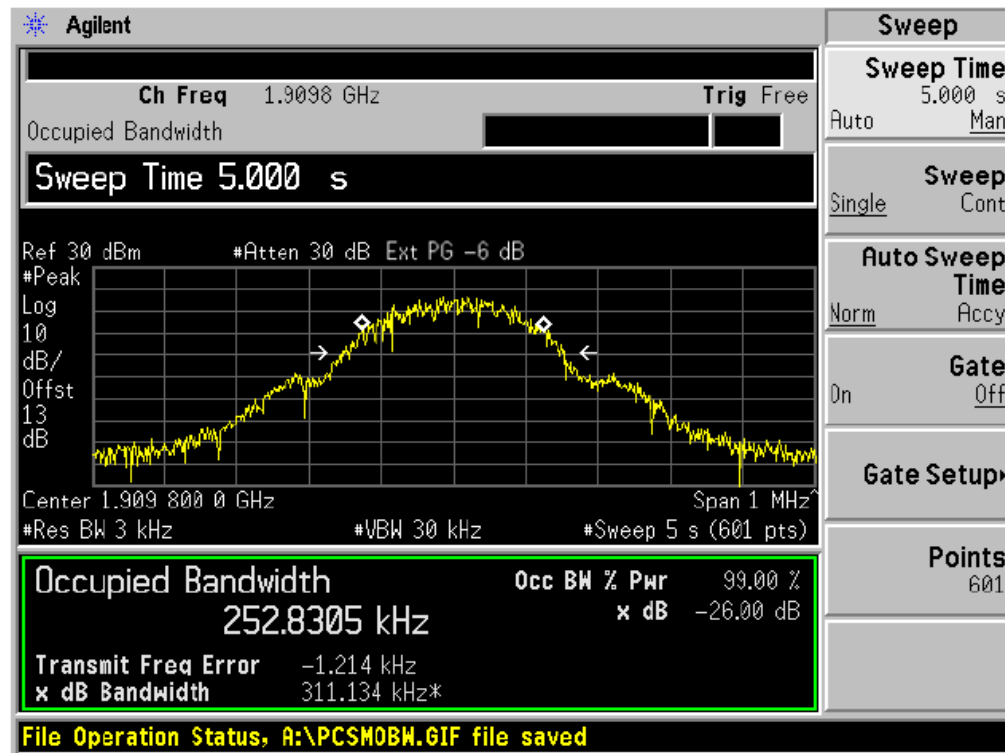 Agilent
Sweep
Ch Freq 1.9098 GHz
Trig Free
Occupied Bandwidth
Sweep Time 5.000 s
Ref 30 dBm #Atten 30 dB Ext PG -6 dB
#Peak
Log
10
dB/
Offst
13
dB
Center 1.909 800 0 GHz
Span 1 MHz^
#Res BW 3 kHz #VBW 30 kHz #Sweep 5 s (601 pts)
Occupied Bandwidth
252.8305 kHz
Occ BW % Pwr 99.00 %
x dB -26.00 dB
Transmit Freq Error -1.214 kHz
x dB Bandwidth 311.134 kHz*
File Operation Status, A:\PCSMOBW.GIF file saved
Sweep Time
5.000 s
Auto Man
Sweep
Single Cont
Auto Sweep
Time
Norm Accy
Gate
On Off
Gate Setup▸
Points
601